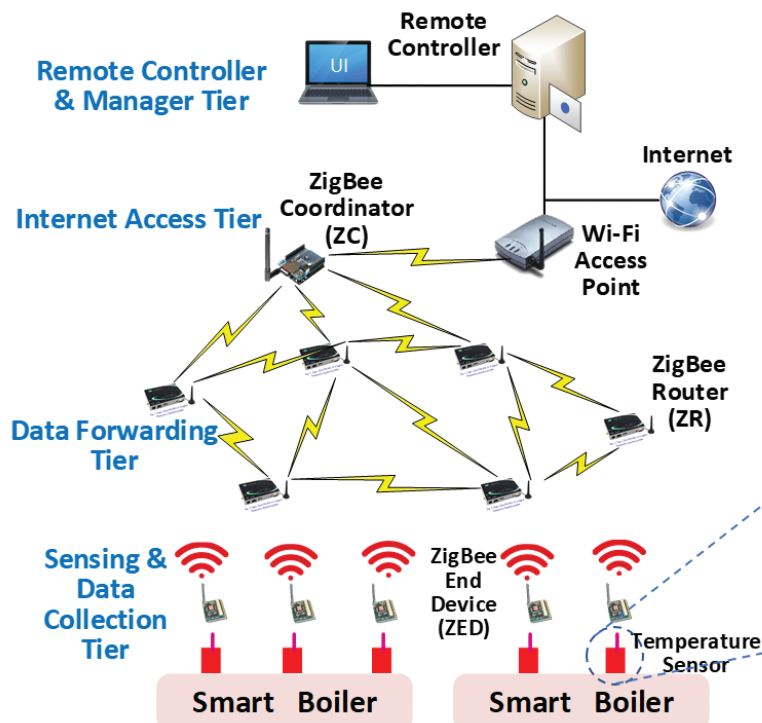 Remote
Controller
UI
Remote Controller
& Manager Tier
Internet
ZigBee
Coordinator
(ZC)
Internet Access Tier
Wi-Fi
Access
Point
ZigBee
Router
(ZR)
Data Forwarding
Tier
Sensing &
Data
Collection
Tier
ZigBee
End
Device
(ZED)
Temperature
Sensor
Smart Boiler
Smart Boiler